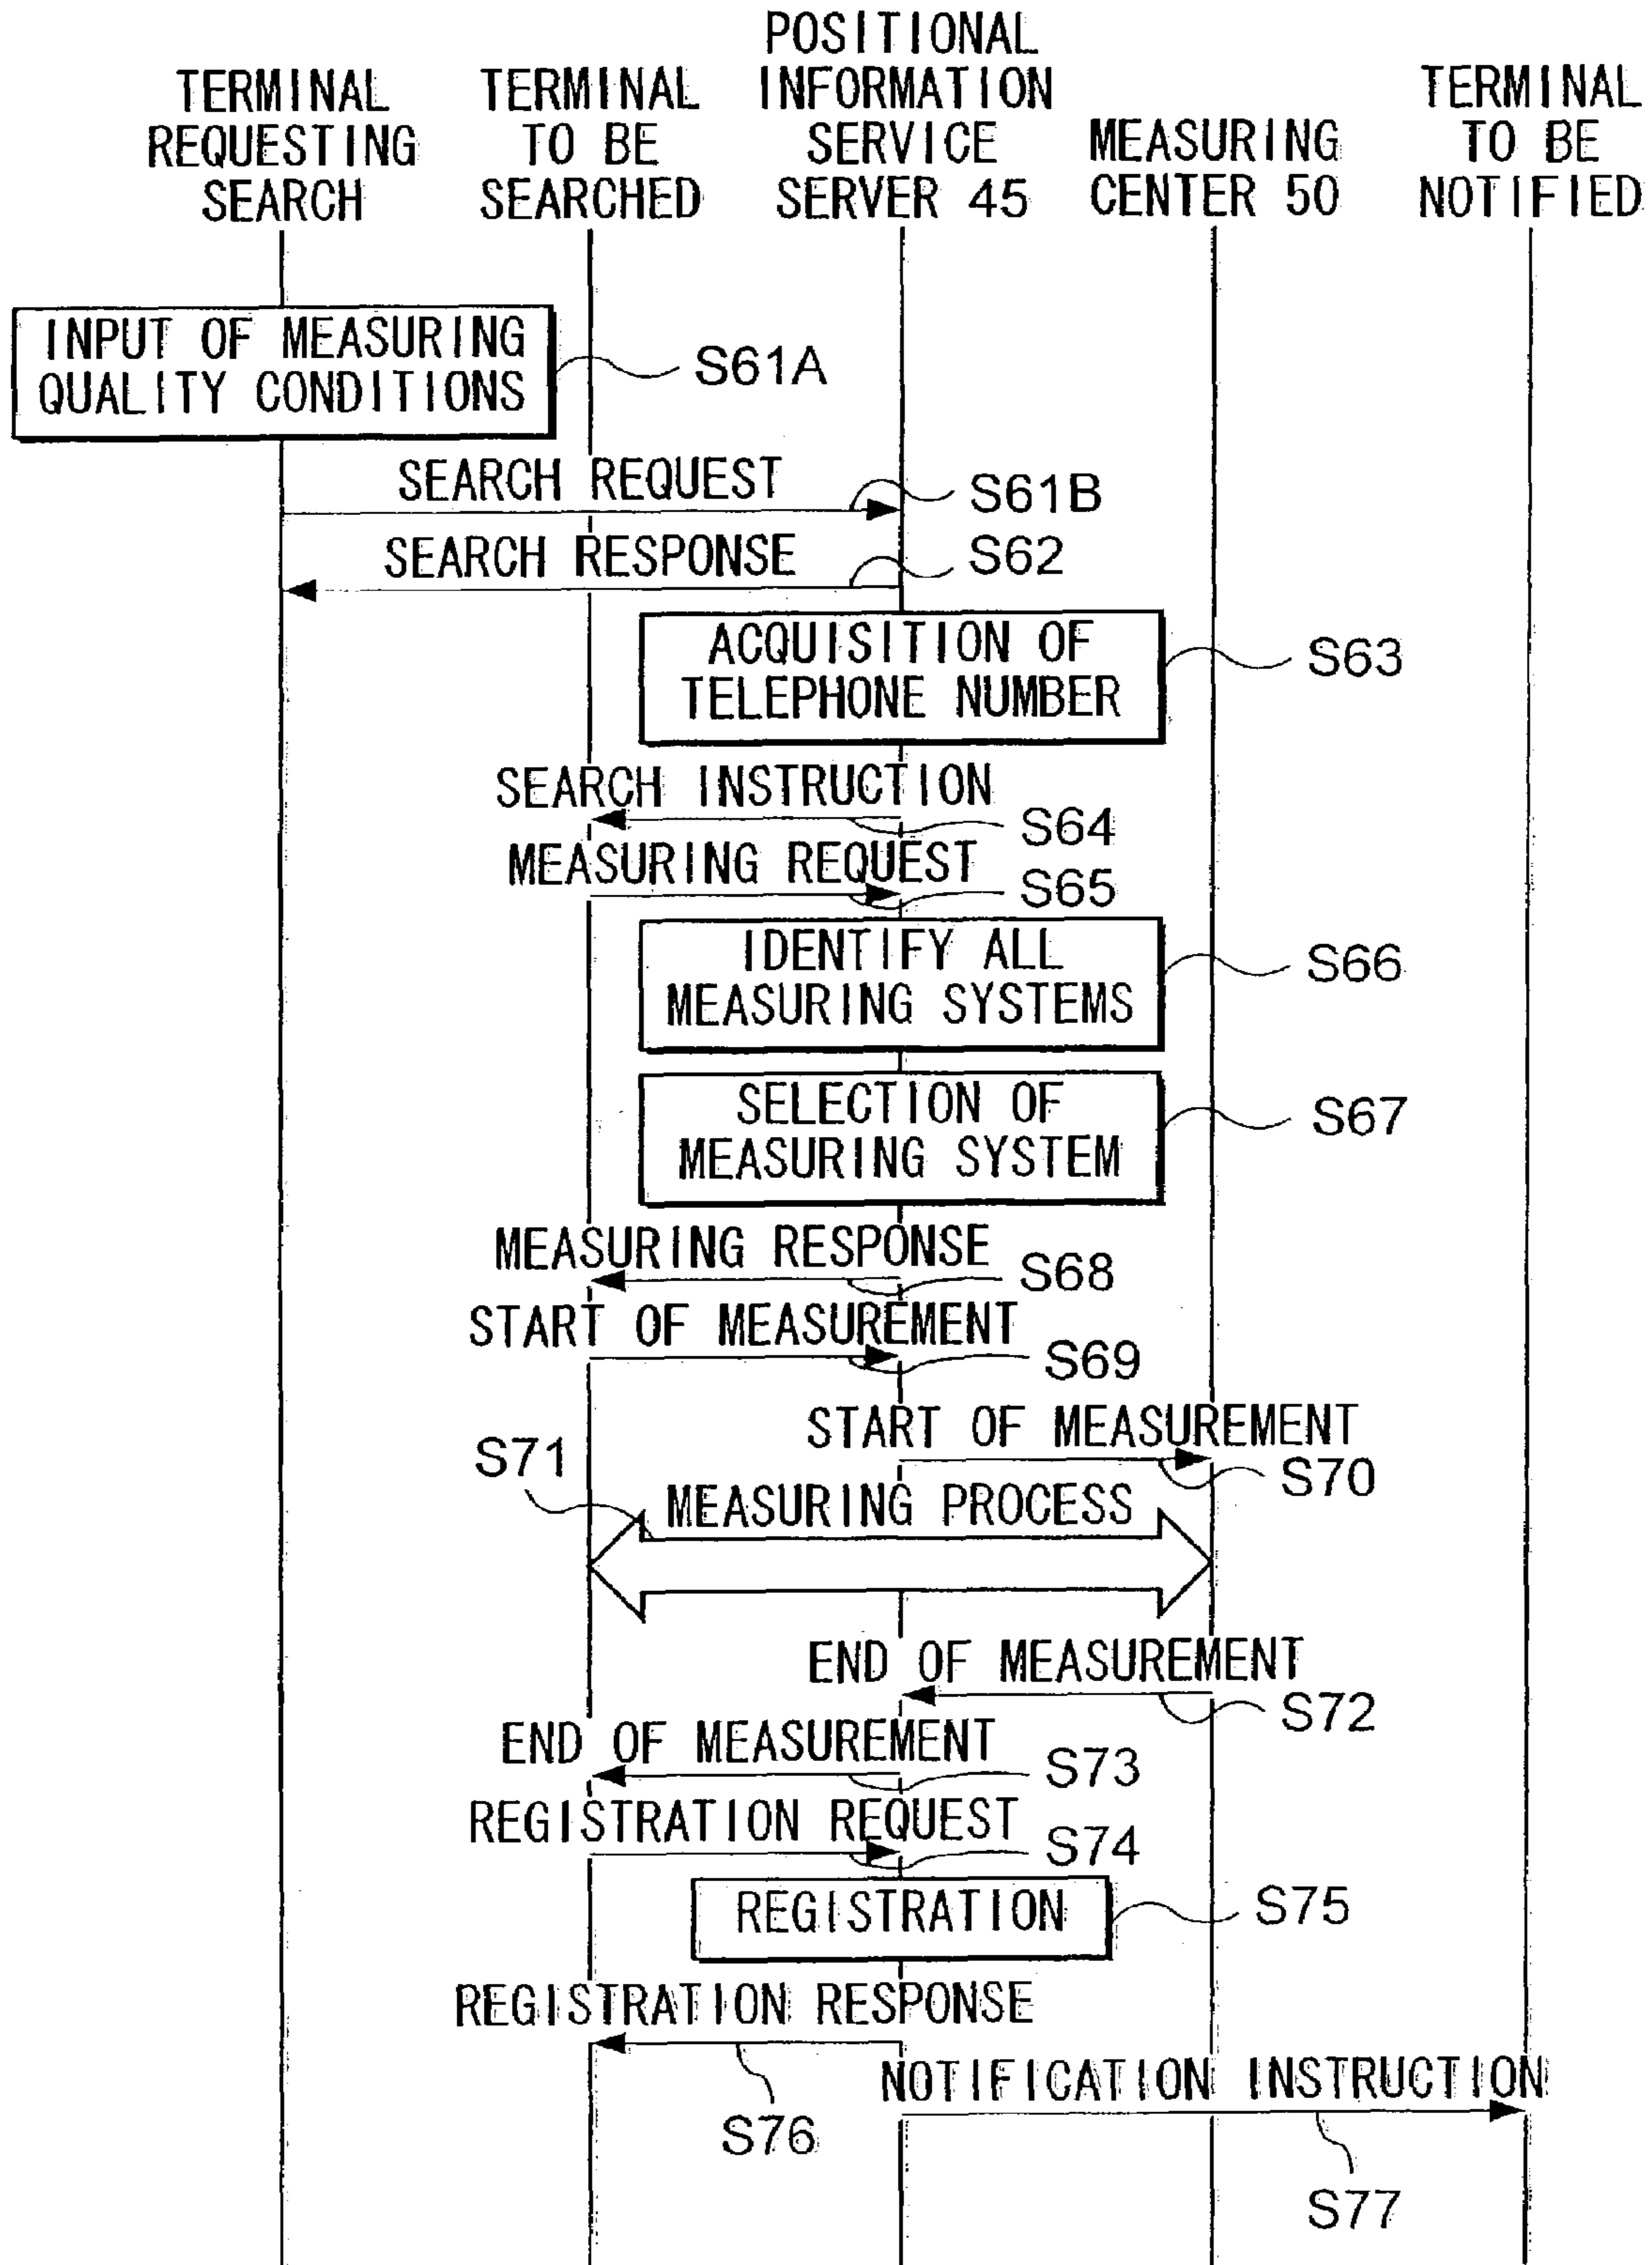 TERMINAL
REQUESTING
SEARCH
TERMINAL
TO BE
SEARCHED
POSITIONAL
INFORMATION
SERVICE
SERVER 45
MEASURING
CENTER 50
TERMINAL
TO BE
NOTIFIED
INPUT OF MEASURING
QUALITY CONDITIONS
S61A
SEARCH REQUEST
S61B
SEARCH RESPONSE
S62
ACQUISITION OF
TELEPHONE NUMBER
S63
SEARCH INSTRUCTION
S64
MEASURING REQUEST
S65
IDENTIFY ALL
MEASURING SYSTEMS
S66
SELECTION OF
MEASURING SYSTEM
S67
MEASURING RESPONSE
S68
START OF MEASUREMENT
S69
START OF MEASUREMENT
S70
S71
MEASURING PROCESS
END OF MEASUREMENT
S72
END OF MEASUREMENT
S73
REGISTRATION REQUEST
S74
REGISTRATION
S75
REGISTRATION RESPONSE
S76
NOTIFICATION INSTRUCTION
S77